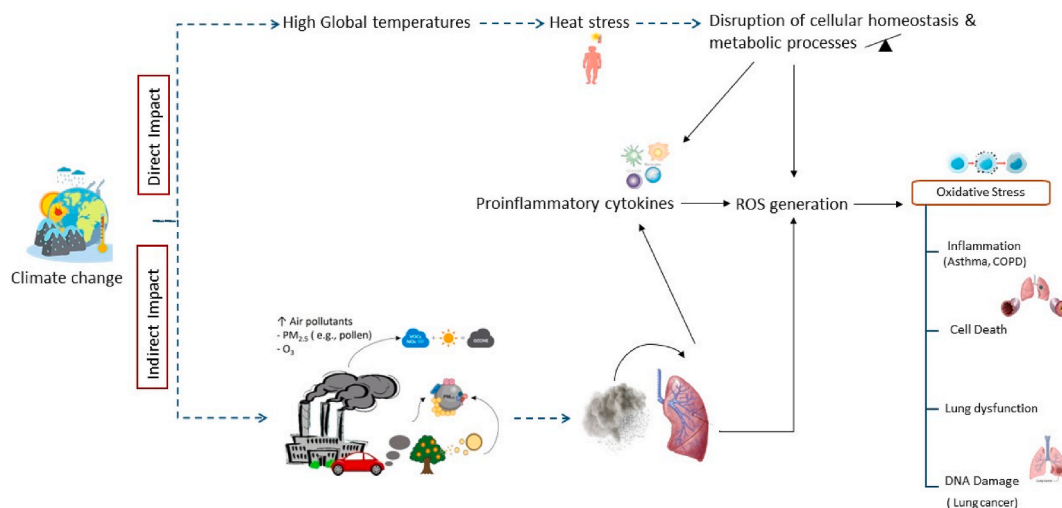 High Global temperatures
Heat stress
Disruption of cellular homeostasis &
metabolic processes
Direct Impact
Climate change
Indirect Impact
Proinflammatory cytokines
ROS generation
Oxidative Stress
Inflammation
(Asthma, COPD)
Cell Death
Lung dysfunction
DNA Damage
( Lung cancer)
↑ Air pollutants
- PM2.5 ( e.g., pollen)
- O3
VOCs
OZONE